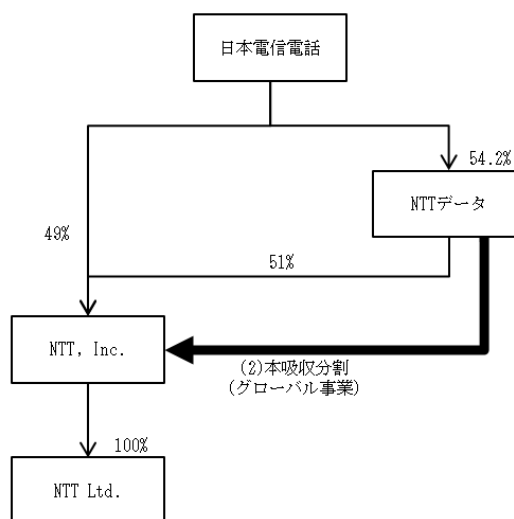 日本電信電話
54.2%
NTTデータ
49%
51%
NTT, Inc.
(2)本吸収分割
(グローバル事業)
100%
NTT Ltd.